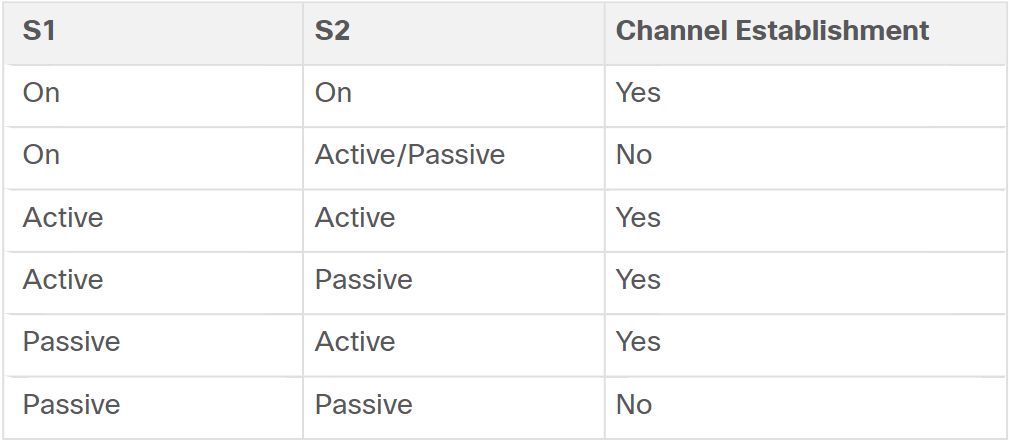 S1 S2 Channel Establishment
On On Yes
On Active/Passive No
Active Active Yes
Active Passive Yes
Passive Active Yes
Passive Passive No